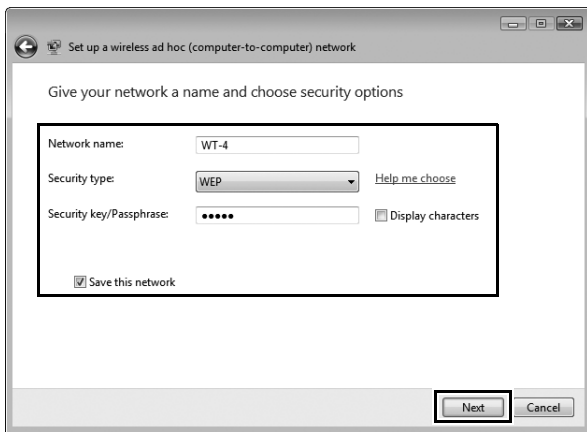 Set up a wireless ad hoc (computer-to-computer) network
Give your network a name and choose security options
Network name: WT-4
Security type: WEP Help me choose
Security key/Passphrase: ••••• Display characters
Save this network
Next Cancel